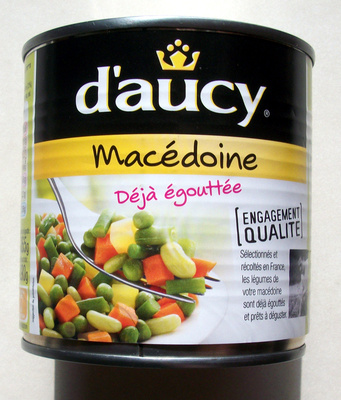 d'aucy®
Macédoine
Déjà égouttée
[ENGAGEMENT
QUALITÉ]
Sélectionnés et
récoltés en France,
les légumes de
votre macédoine
sont déjà égouttés
et prêts à déguster.